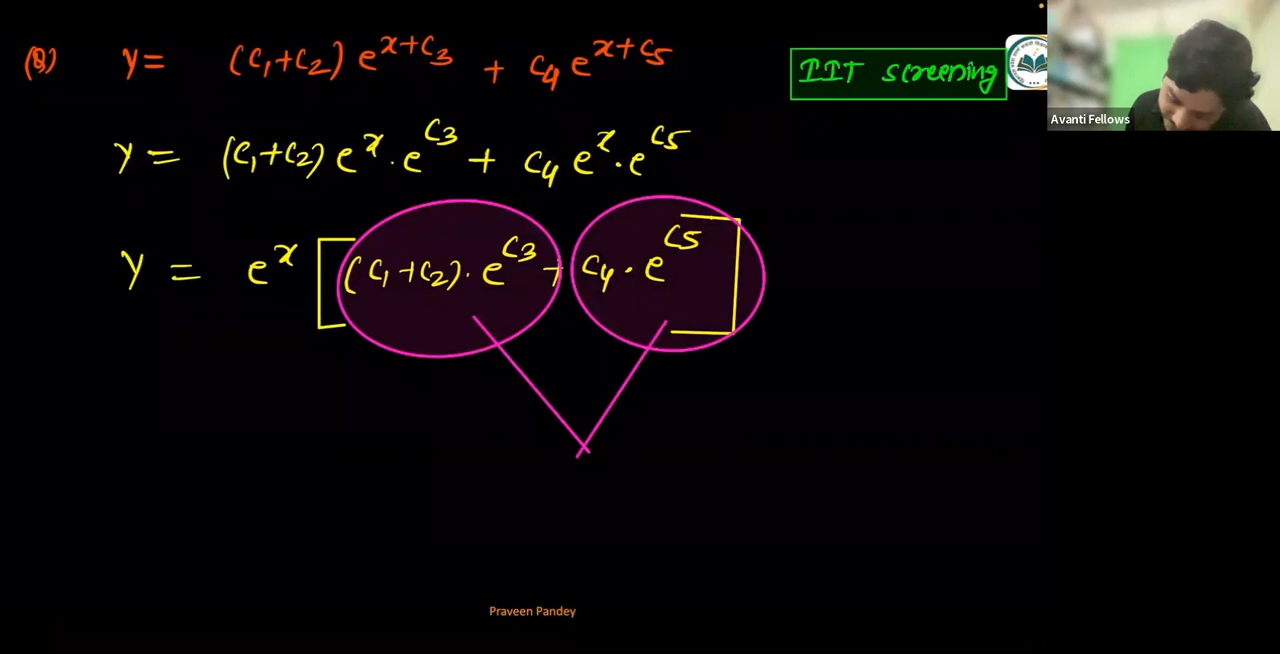 (Q) y = (C₁+C₂) e^{x+C₃} + C₄ e^{x+C₅}
IIT screening
Avanti Fellows
y = (C₁+C₂) e^x · e^{C₃} + C₄ e^x · e^{C₅}
y = e^x [(C₁+C₂) · e^{C₃} + C₄ · e^{C₅}]
Praveen Pandey